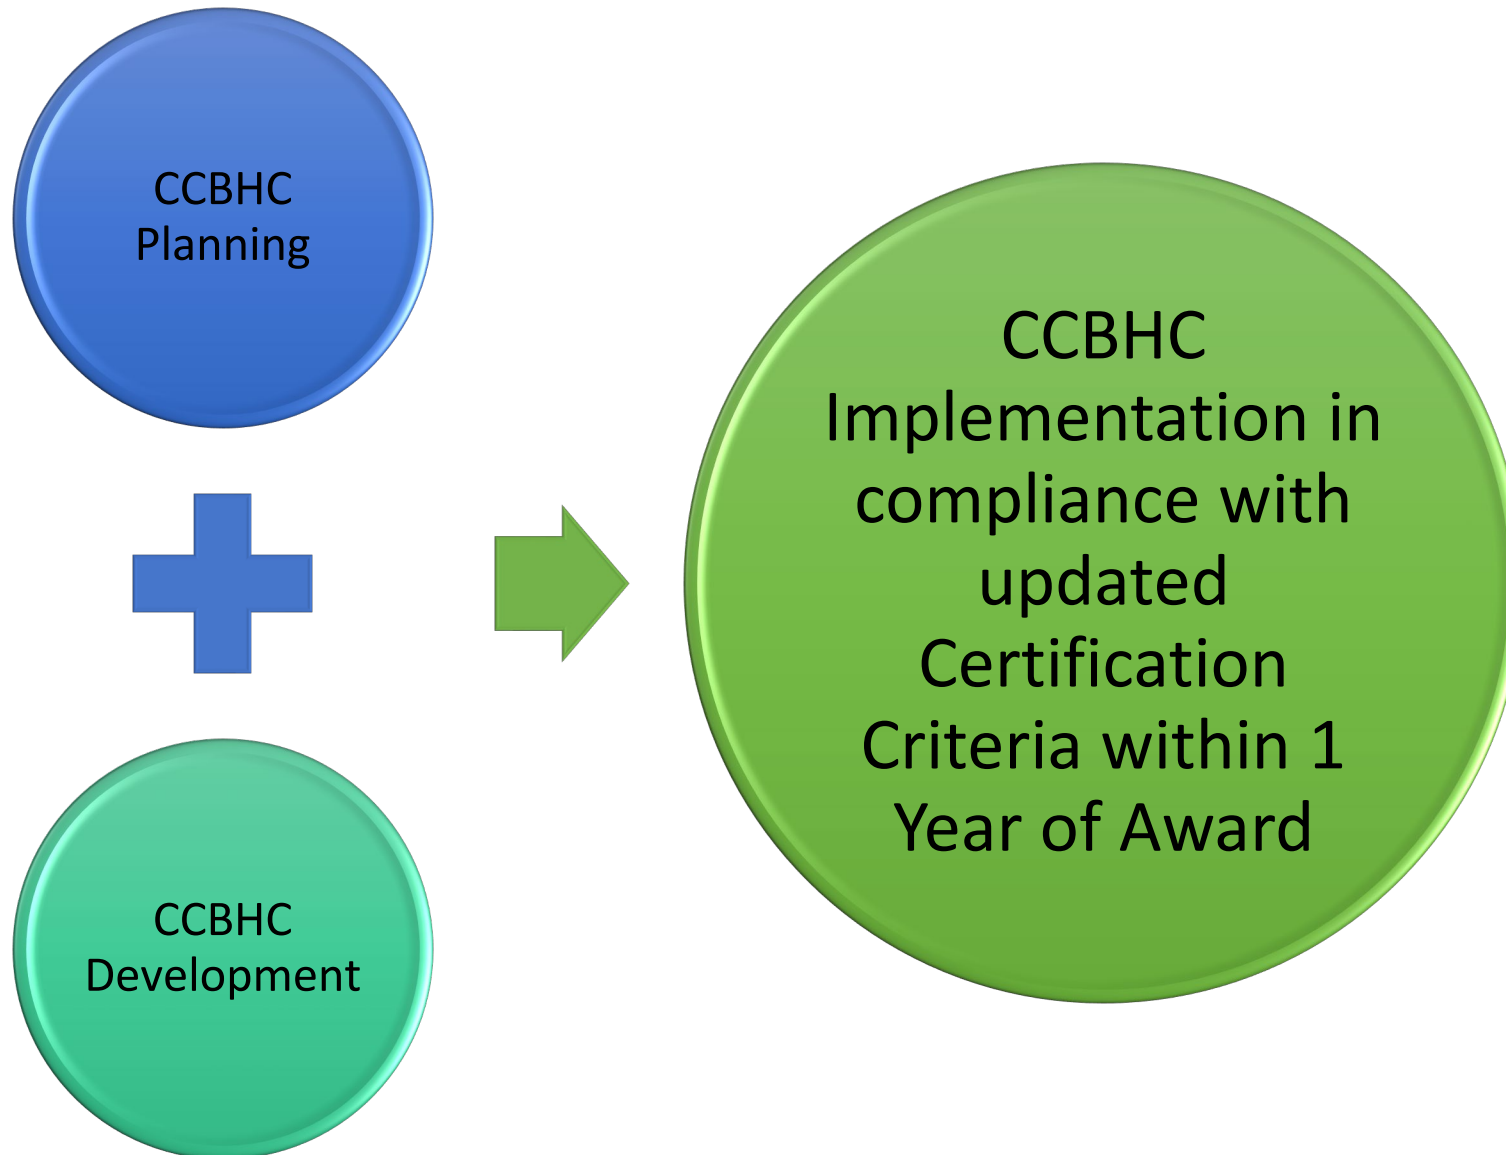 CCBHC
Planning
CCBHC
Development
CCBHC
Implementation in
compliance with
updated
Certification
Criteria within 1
Year of Award